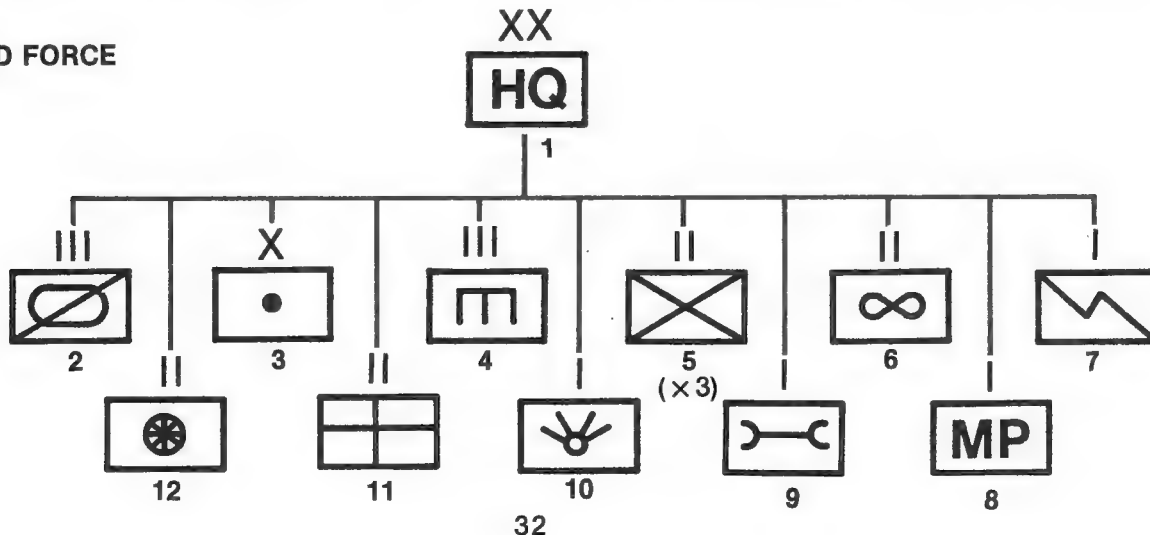 XX
D FORCE
HQ
1
III X III II II I
2 3 4 5 6 7
(×3)
II II I I I
MP
12 11 10 9 8
32